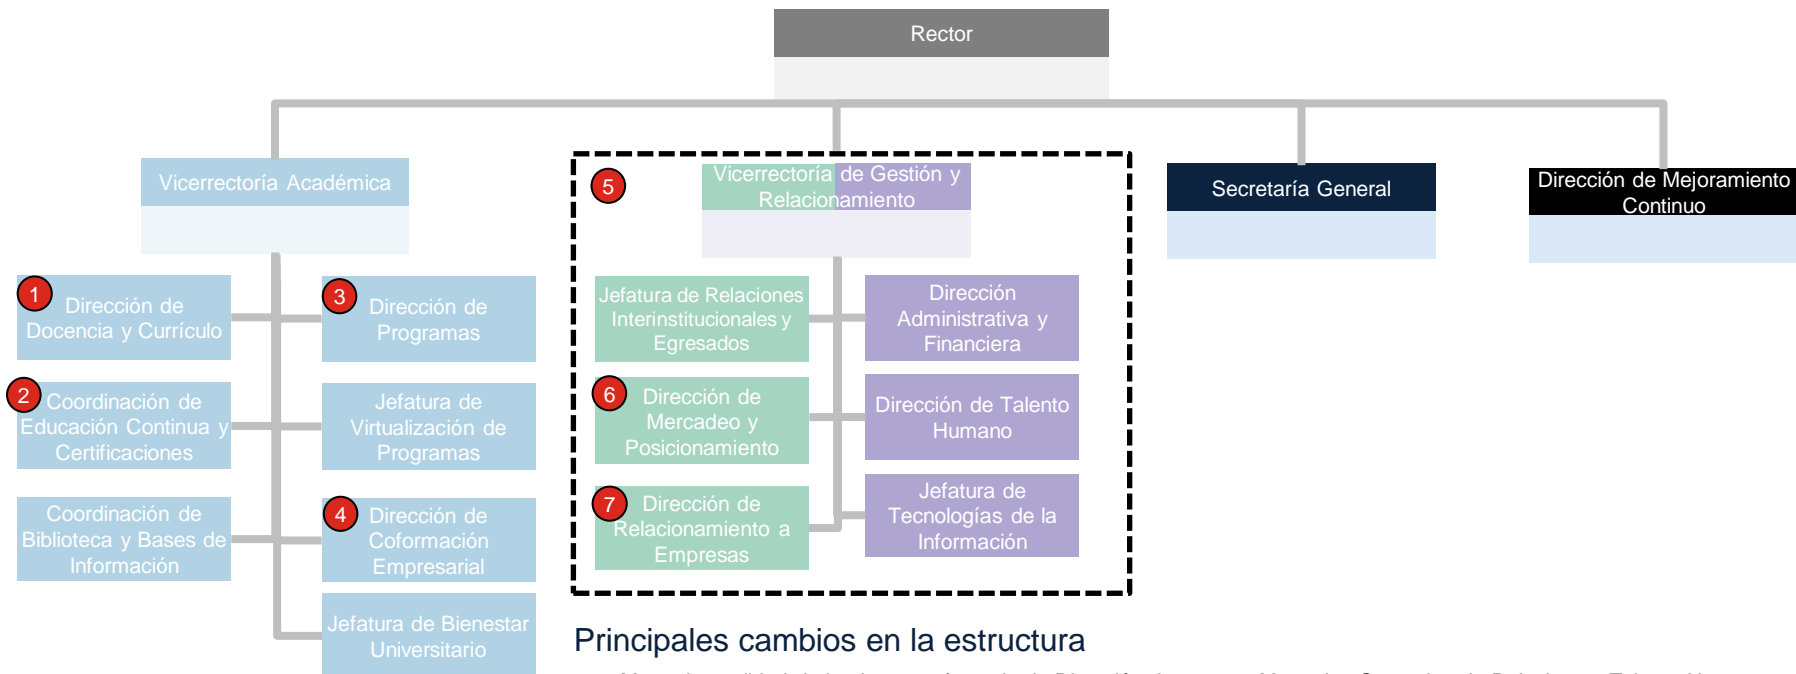 Rector
Vicerrectoría Académica
5
Vicerrectoría de Gestión y
Relacionamiento
Secretaría General
Dirección de Mejoramiento
Continuo
1
Dirección de
Docencia y Currículo
3
Dirección de
Programas
2
Coordinación de
Educación Continua y
Certificaciones
Jefatura de
Virtualización de
Programas
Coordinación de
Biblioteca y Bases de
Información
4
Dirección de
Coformación
Empresarial
Jefatura de Bienestar
Universitario
Jefatura de Relaciones
Interinstitucionales y
Egresados
Dirección
Administrativa y
Financiera
6
Dirección de
Mercadeo y
Posicionamiento
Dirección de Talento
Humano
7
Dirección de
Relacionamiento a
Empresas
Jefatura de
Tecnologías de la
Información
Principales cambios en la estructura